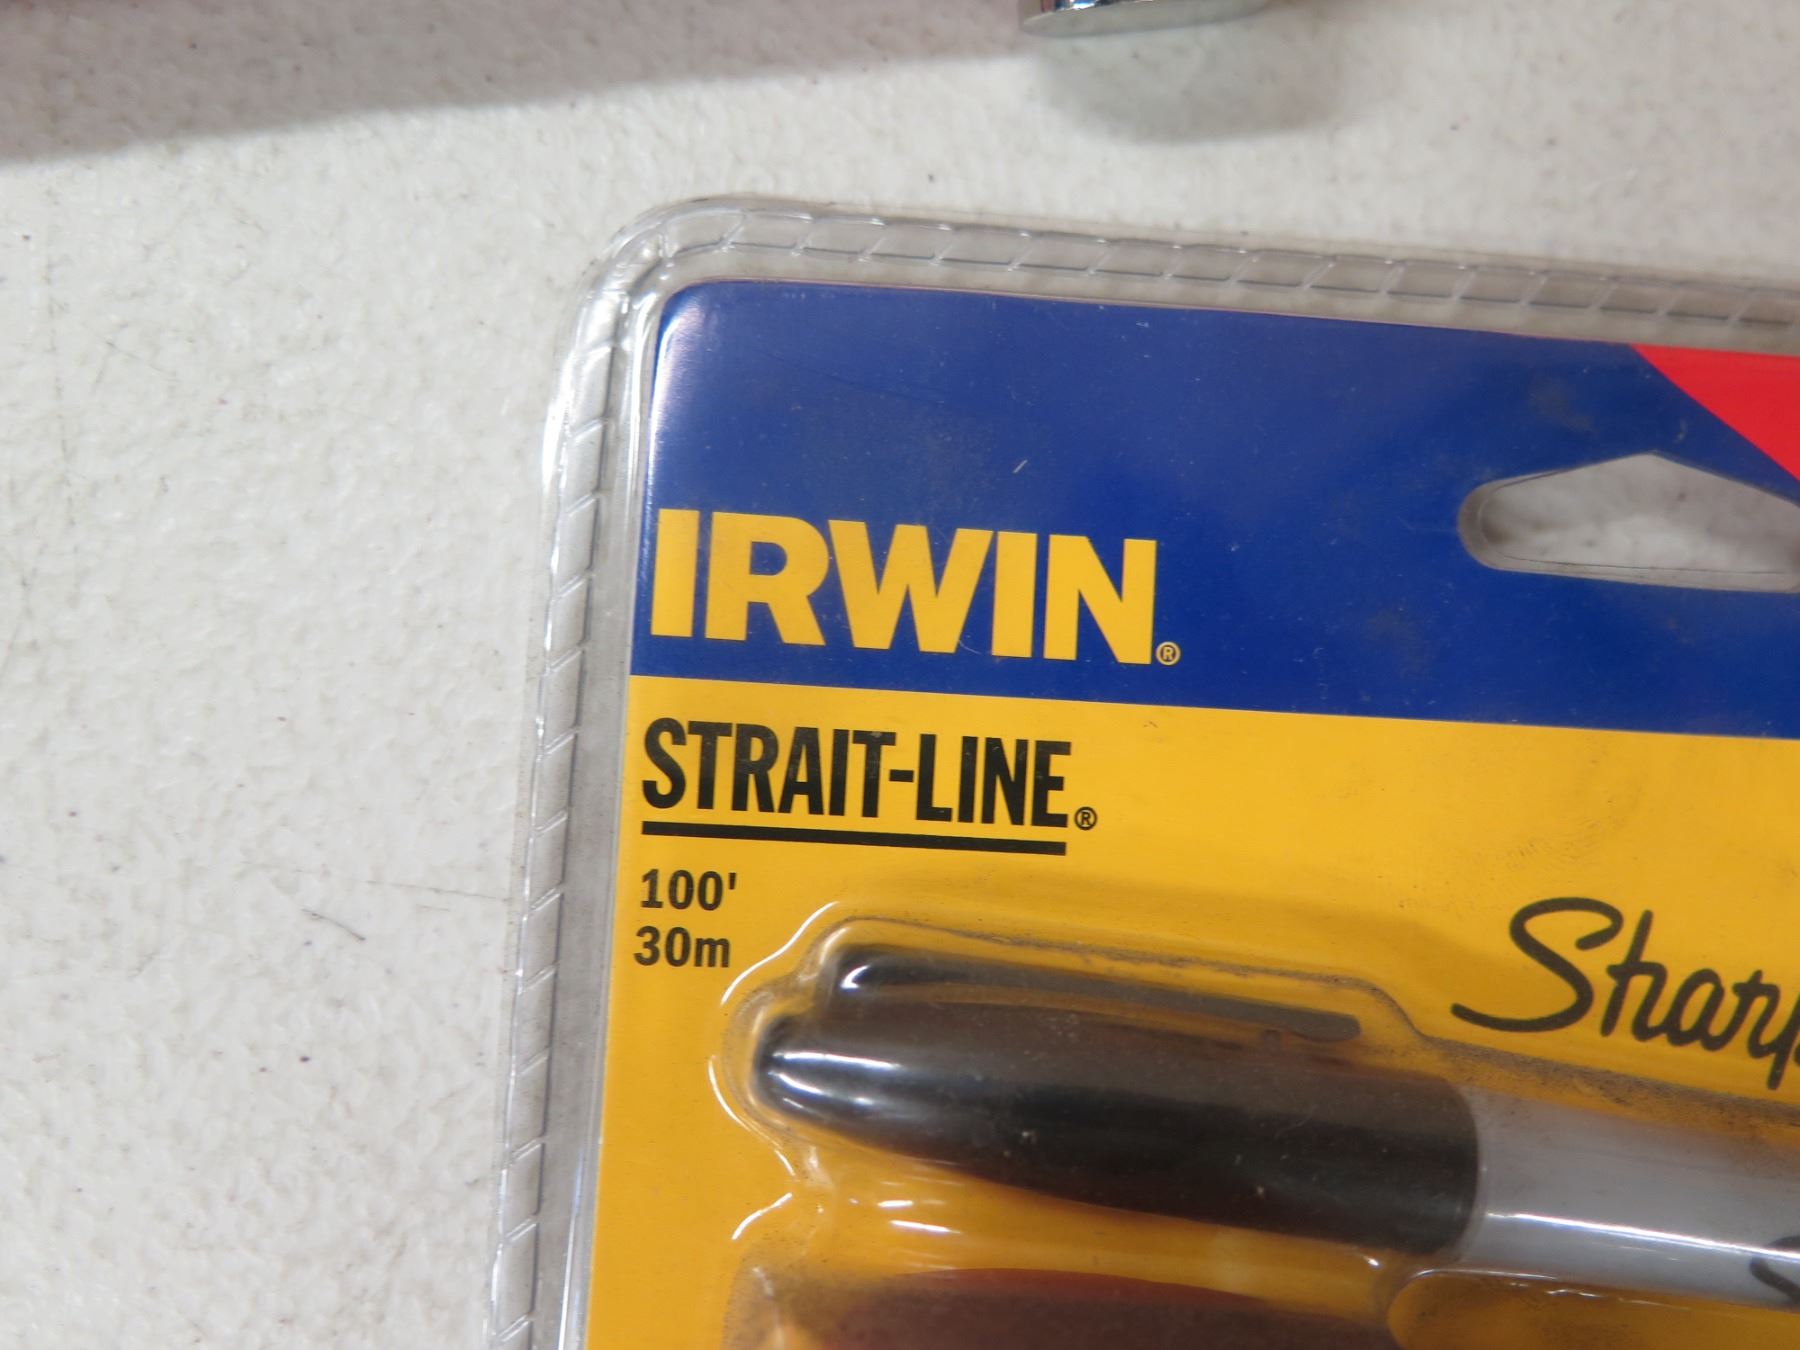 IRWIN®
STRAIT-LINE®
100'
30m